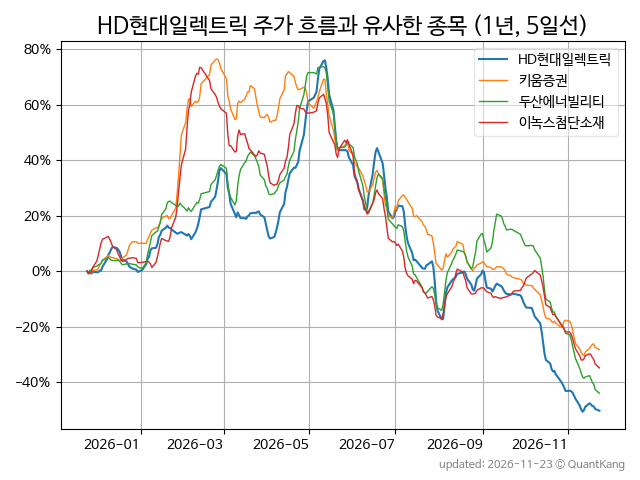 HD현대일렉트릭 주가 흐름과 유사한 종목 (1년, 5일선)
HD현대일렉트릭
키움증권
두산에너빌리티
이녹스첨단소재
80%
60%
40%
20%
0%
−20%
−40%
2026-01
2026-03
2026-05
2026-07
2026-09
2026-11
updated: 2026-11-23 © QuantKang